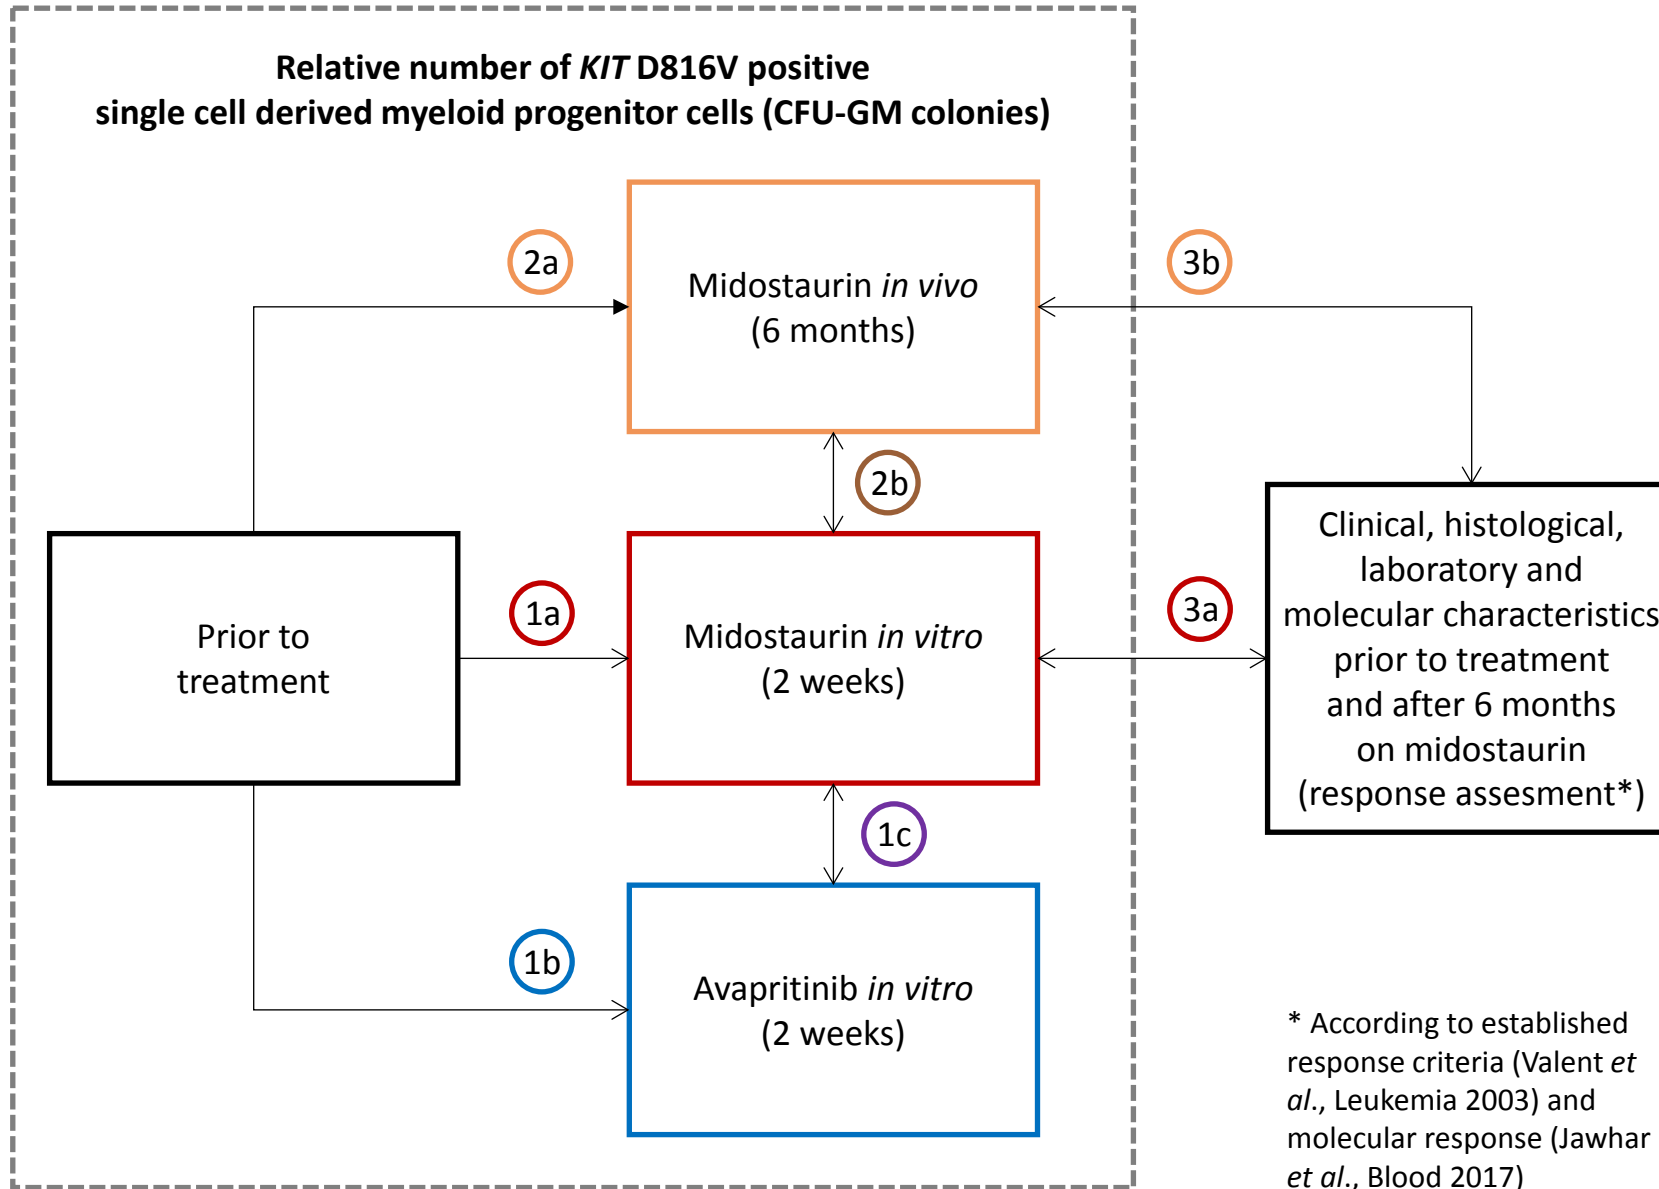 Relative number of KIT D816V positive
single cell derived myeloid progenitor cells (CFU-GM colonies)
2a
Midostaurin in vivo
(6 months)
3b
2b
Prior to
treatment
1a
Midostaurin in vitro
(2 weeks)
3a
Clinical, histological,
laboratory and
molecular characteristics
prior to treatment
and after 6 months
on midostaurin
(response assesment*)
1c
1b
Avapritinib in vitro
(2 weeks)
* According to established
response criteria (Valent et
al., Leukemia 2003) and
molecular response (Jawhar
et al., Blood 2017)